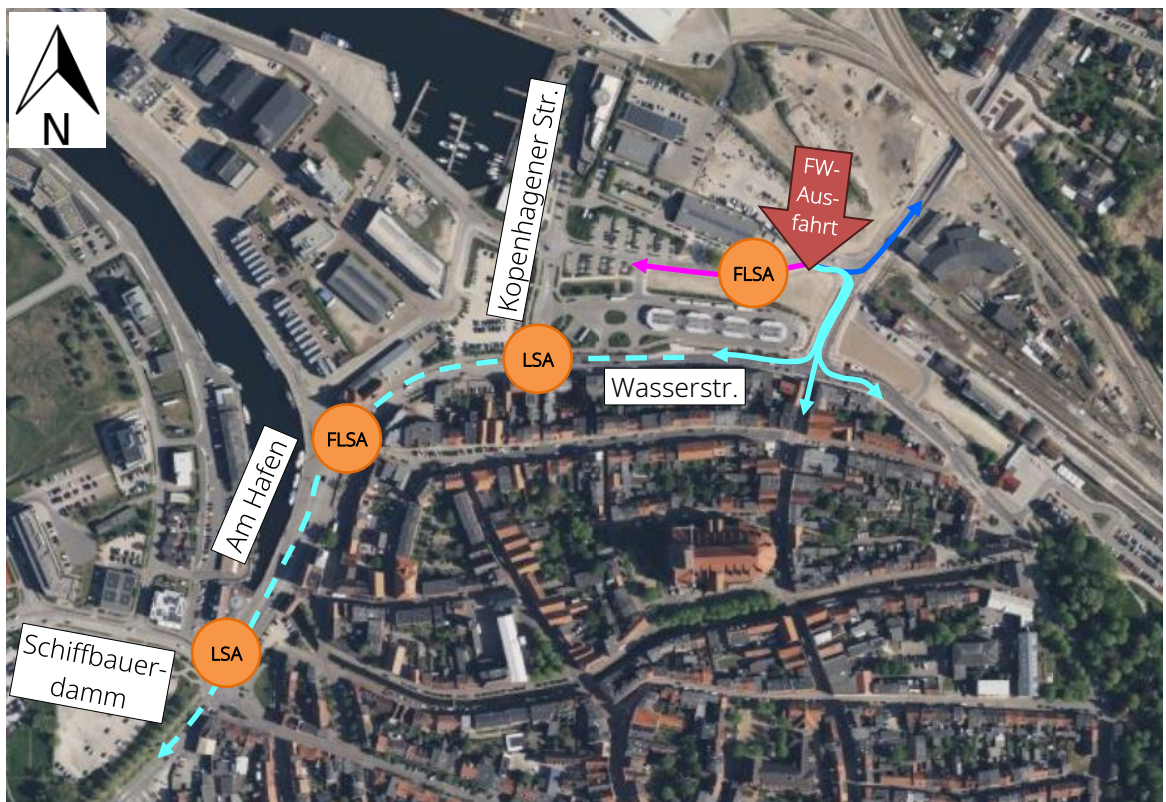 N
Kopenhagener Str.
FW-
Aus-
fahrt
FLSA
LSA
Wasserstr.
FLSA
Am Hafen
LSA
Schiffbauer-
damm